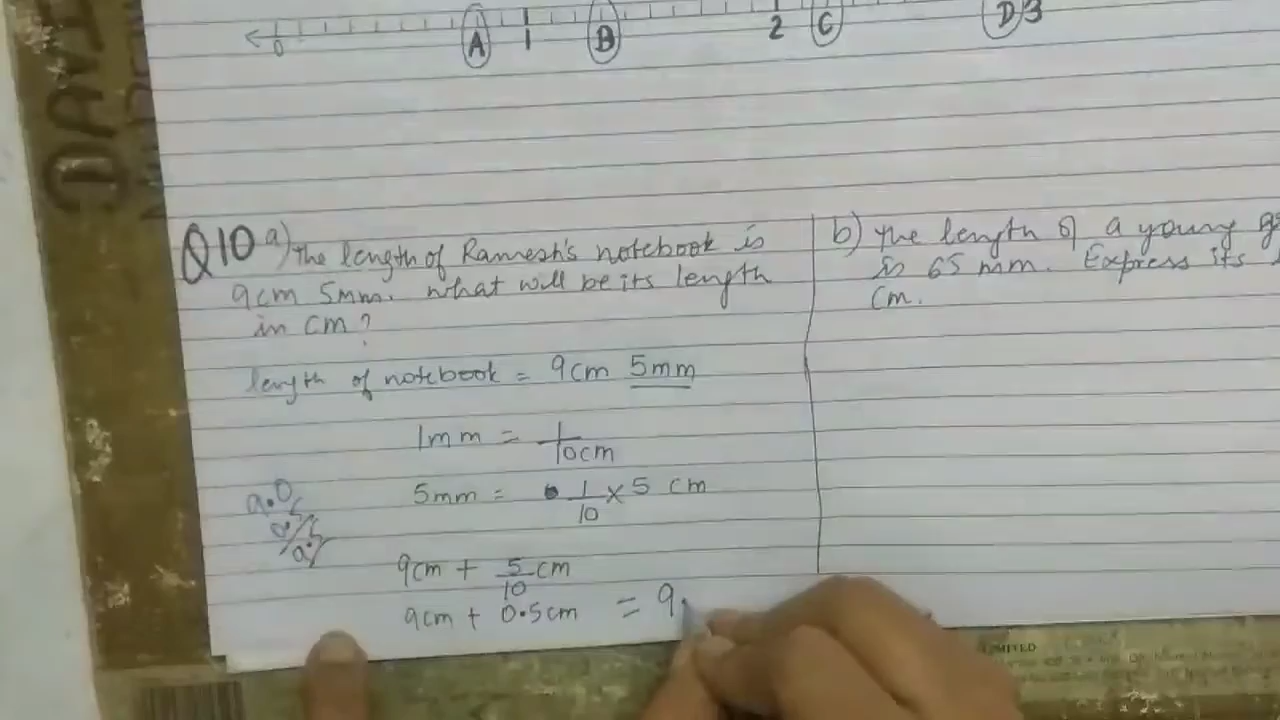 0 A 1 B 2 C D 3
Q10 a) The length of Ramesh's notebook is
9cm 5mm. What will be its length
in cm?
length of notebook = 9cm 5mm
1mm = 1/10cm
5mm = 1/10 × 5 cm
9cm + 5/10 cm
9cm + 0.5cm = 9.
b) The length of a young
is 65 mm. Express its
cm.
LIMITED